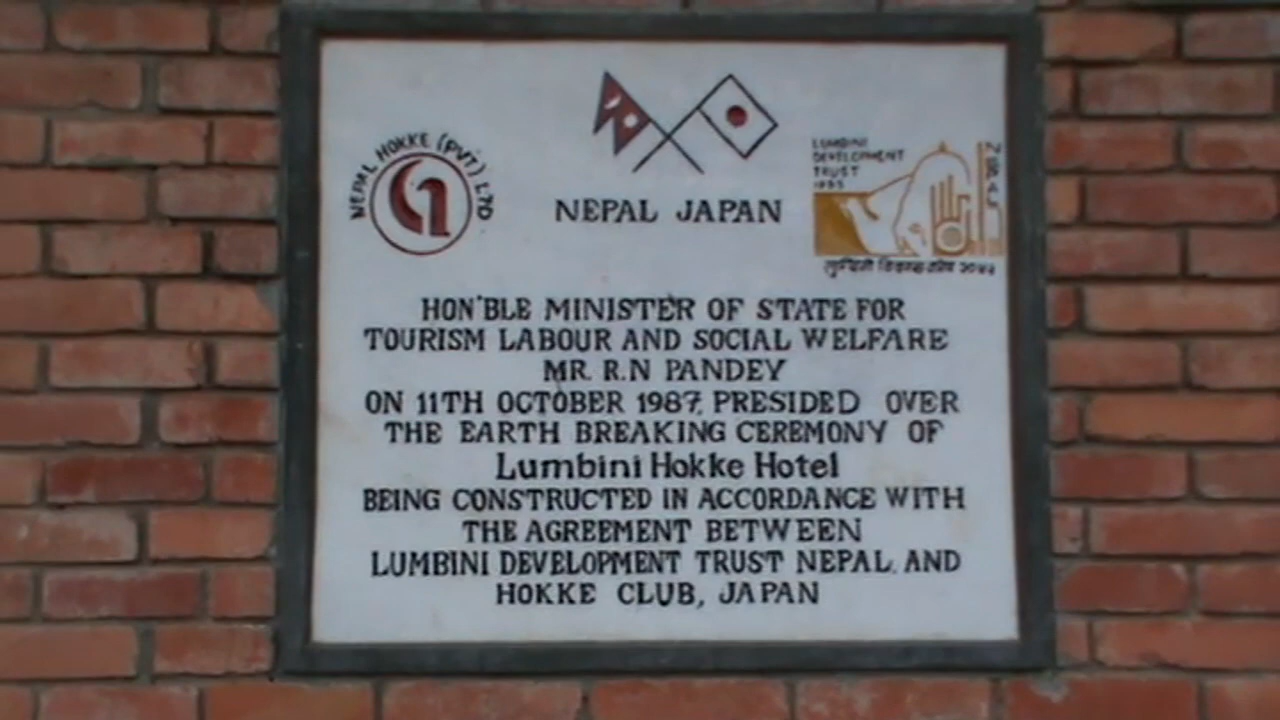 NEPAL HOKKE (PVT) LTD
NEPAL JAPAN
LUMBINI
DEVELOPMENT
TRUST
HON'BLE MINISTER OF STATE FOR
TOURISM LABOUR AND SOCIAL WELFARE
MR. R.N PANDEY
ON 11TH OCTOBER 1987, PRESIDED OVER
THE EARTH BREAKING CEREMONY OF
Lumbini Hokke Hotel
BEING CONSTRUCTED IN ACCORDANCE WITH
THE AGREEMENT BETWEEN
LUMBINI DEVELOPMENT TRUST NEPAL, AND
HOKKE CLUB, JAPAN